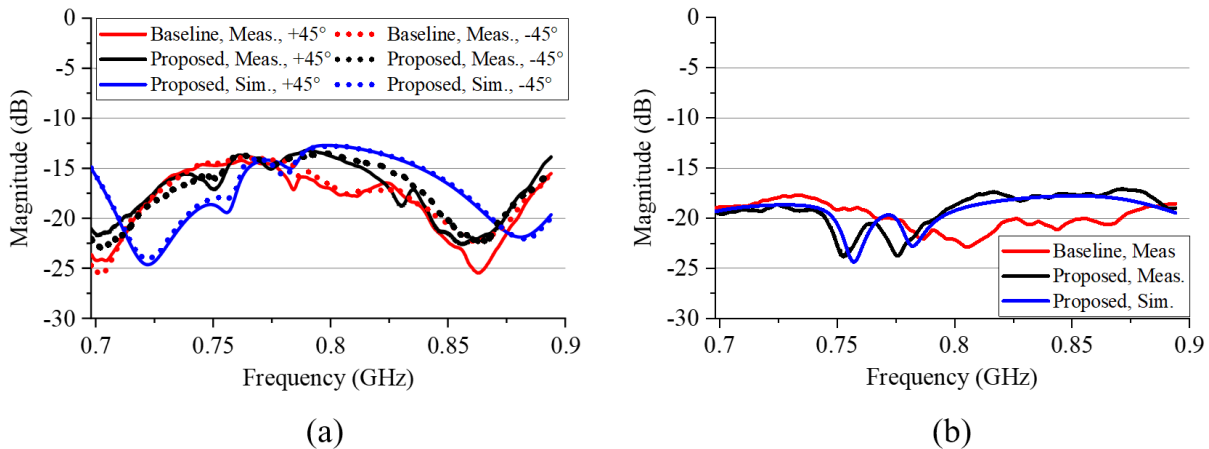 0
-5
-10
-15
-20
-25
-30
Magnitude (dB)
Baseline, Meas., +45°
Baseline, Meas., -45°
Proposed, Meas., +45°
Proposed, Meas., -45°
Proposed, Sim., +45°
Proposed, Sim., -45°
0.7
0.75
0.8
0.85
0.9
Frequency (GHz)
(a)
0
-5
-10
-15
-20
-25
-30
Magnitude (dB)
Baseline, Meas
Proposed, Meas.
Proposed, Sim.
0.7
0.75
0.80
0.85
0.9
Frequency (GHz)
(b)